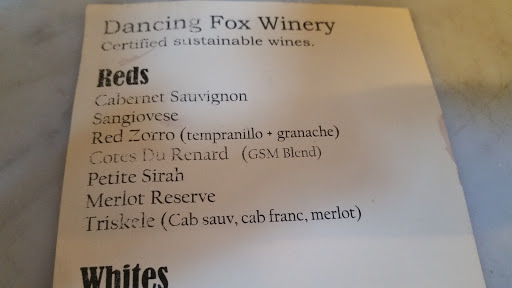 Dancing Fox Winery
Certified sustainable wines.
Reds
Cabernet Sauvignon
Sangiovese
Red Zorro (tempranillo + granache)
Cotes Du Renard (GSM Blend)
Petite Sirah
Merlot Reserve
Triskele (Cab sauv, cab franc, merlot)
Whites